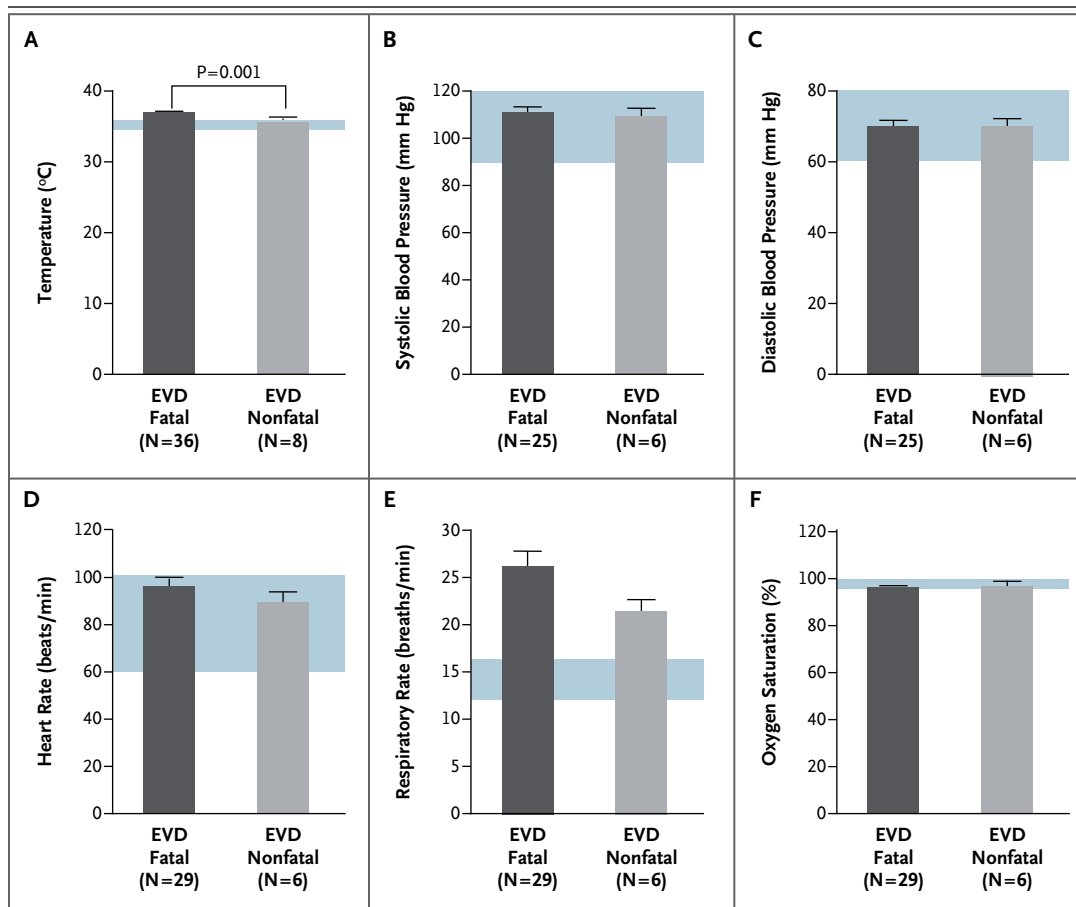 A
P=0.001
Temperature (°C)
40
30
20
10
0
EVD EVD
Fatal Nonfatal
(N=36) (N=8)
B
Systolic Blood Pressure (mm Hg)
120
100
80
60
40
20
0
EVD EVD
Fatal Nonfatal
(N=25) (N=6)
C
Diastolic Blood Pressure (mm Hg)
80
60
40
20
0
EVD EVD
Fatal Nonfatal
(N=25) (N=6)
D
Heart Rate (beats/min)
120
100
80
60
40
20
0
EVD EVD
Fatal Nonfatal
(N=29) (N=6)
E
Respiratory Rate (breaths/min)
30
25
20
15
10
5
0
EVD EVD
Fatal Nonfatal
(N=29) (N=6)
F
Oxygen Saturation (%)
120
100
80
60
40
20
0
EVD EVD
Fatal Nonfatal
(N=29) (N=6)